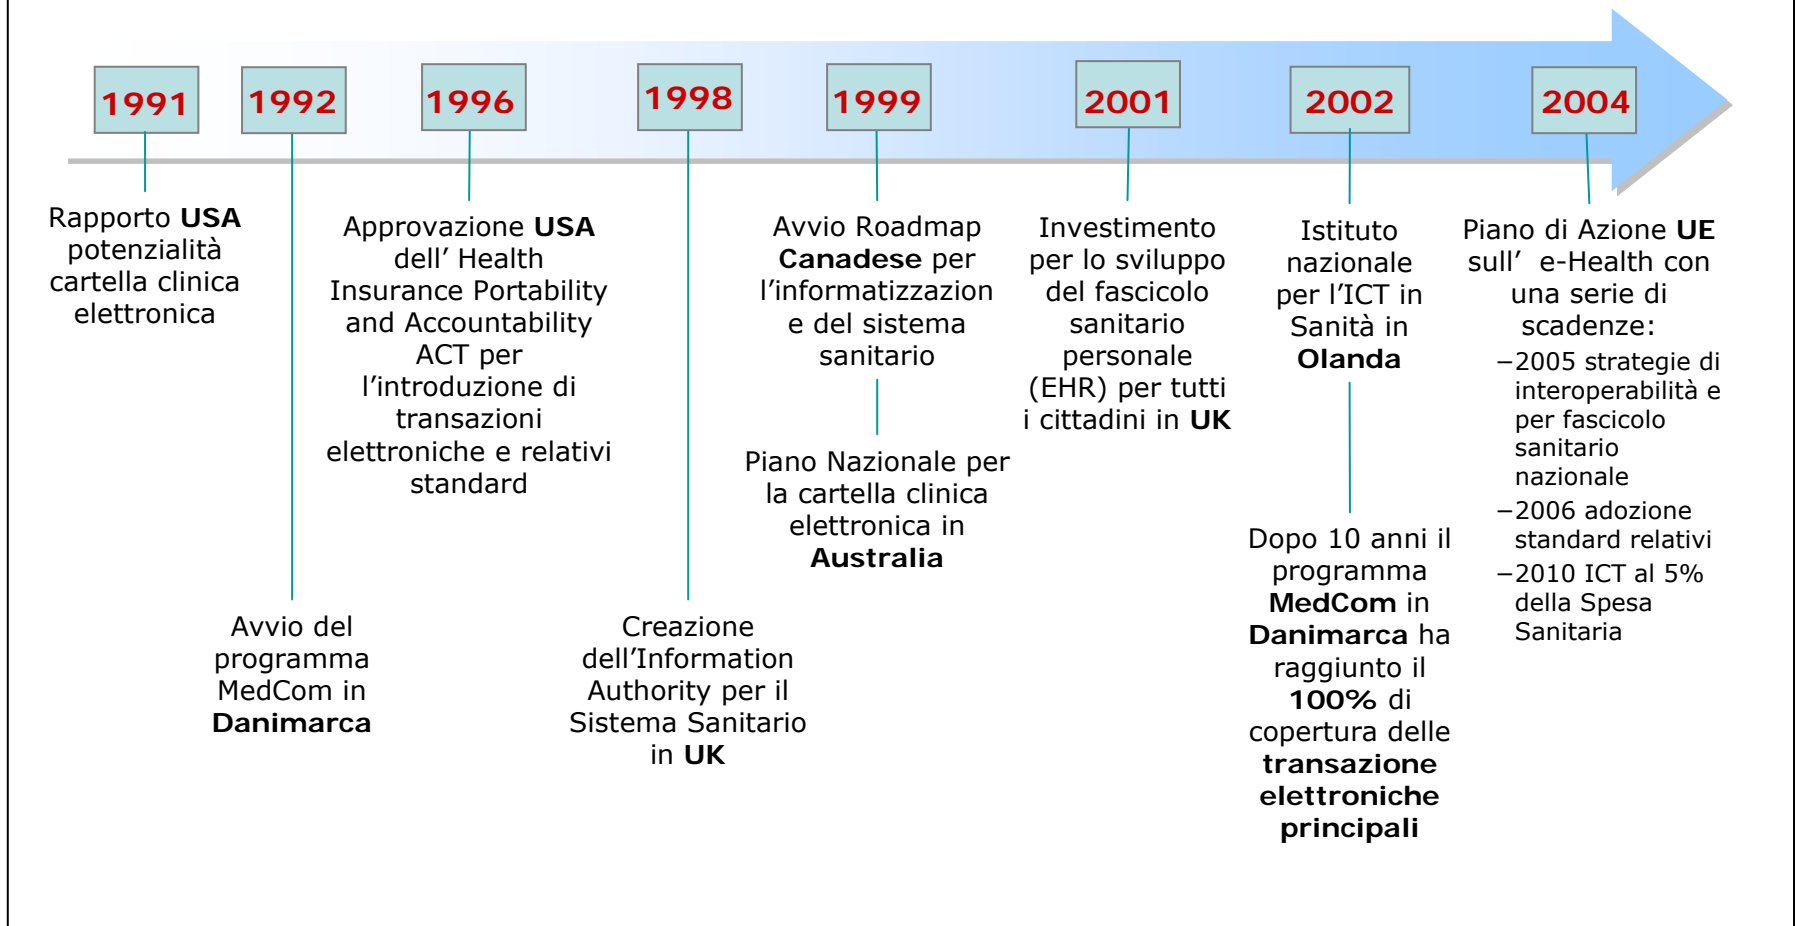 1991
1992
1996
1998
1999
2001
2002
2004
Rapporto USA
potenzialità
cartella clinica
elettronica
Avvio del
programma
MedCom in
Danimarca
Approvazione USA
dell’ Health
Insurance Portability
and Accountability
ACT per
l’introduzione di
transazioni
elettroniche e relativi
standard
Creazione
dell’Information
Authority per il
Sistema Sanitario
in UK
Avvio Roadmap
Canadese per
l’informatizzazion
e del sistema
sanitario
Piano Nazionale per
la cartella clinica
elettronica in
Australia
Investimento
per lo sviluppo
del fascicolo
sanitario
personale
(EHR) per tutti
i cittadini in UK
Istituto
nazionale
per l’ICT in
Sanità in
Olanda
Dopo 10 anni il
programma
MedCom in
Danimarca ha
raggiunto il
100% di
copertura delle
transazione
elettroniche
principali
Piano di Azione UE
sull’ e-Health con
una serie di
scadenze:
–2005 strategie di
interoperabilità e
per fascicolo
sanitario
nazionale
–2006 adozione
standard relativi
–2010 ICT al 5%
della Spesa
Sanitaria